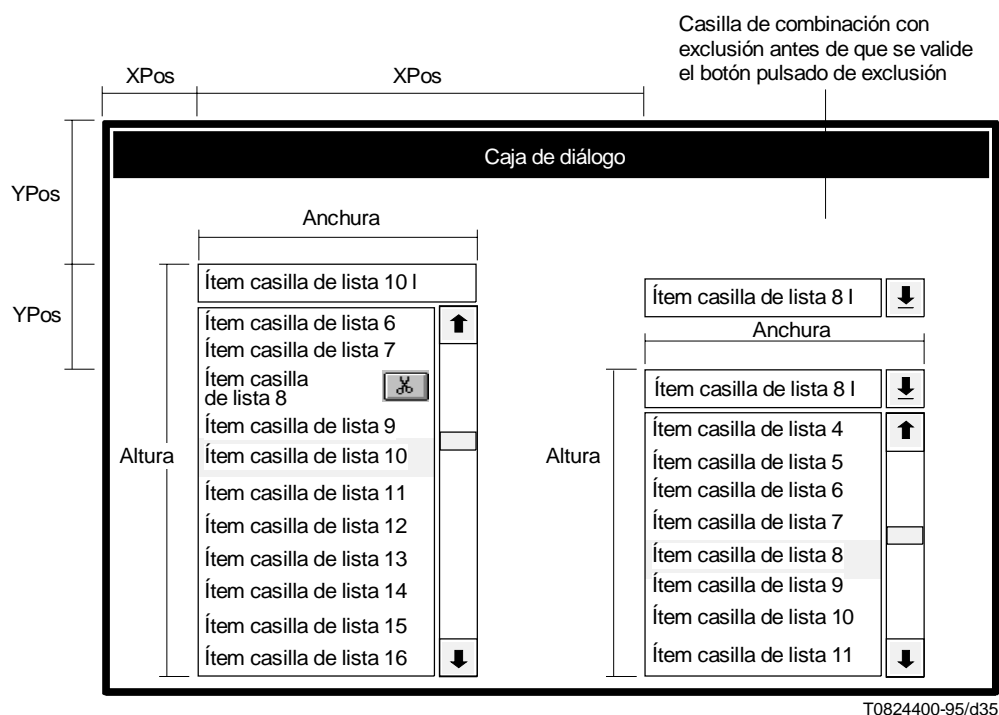 Casilla de combinación con
exclusión antes de que se valide
el botón pulsado de exclusión
XPos
XPos
Caja de diálogo
YPos
YPos
Anchura
Altura
Ítem casilla de lista 10 l
Ítem casilla de lista 6
Ítem casilla de lista 7
Ítem casilla
de lista 8
Ítem casilla de lista 9
Ítem casilla de lista 10
Ítem casilla de lista 11
Ítem casilla de lista 12
Ítem casilla de lista 13
Ítem casilla de lista 14
Ítem casilla de lista 15
Ítem casilla de lista 16
Ítem casilla de lista 8 l
Anchura
Altura
Ítem casilla de lista 8 l
Ítem casilla de lista 4
Ítem casilla de lista 5
Ítem casilla de lista 6
Ítem casilla de lista 7
Ítem casilla de lista 8
Ítem casilla de lista 9
Ítem casilla de lista 10
Ítem casilla de lista 11
T0824400-95/d35